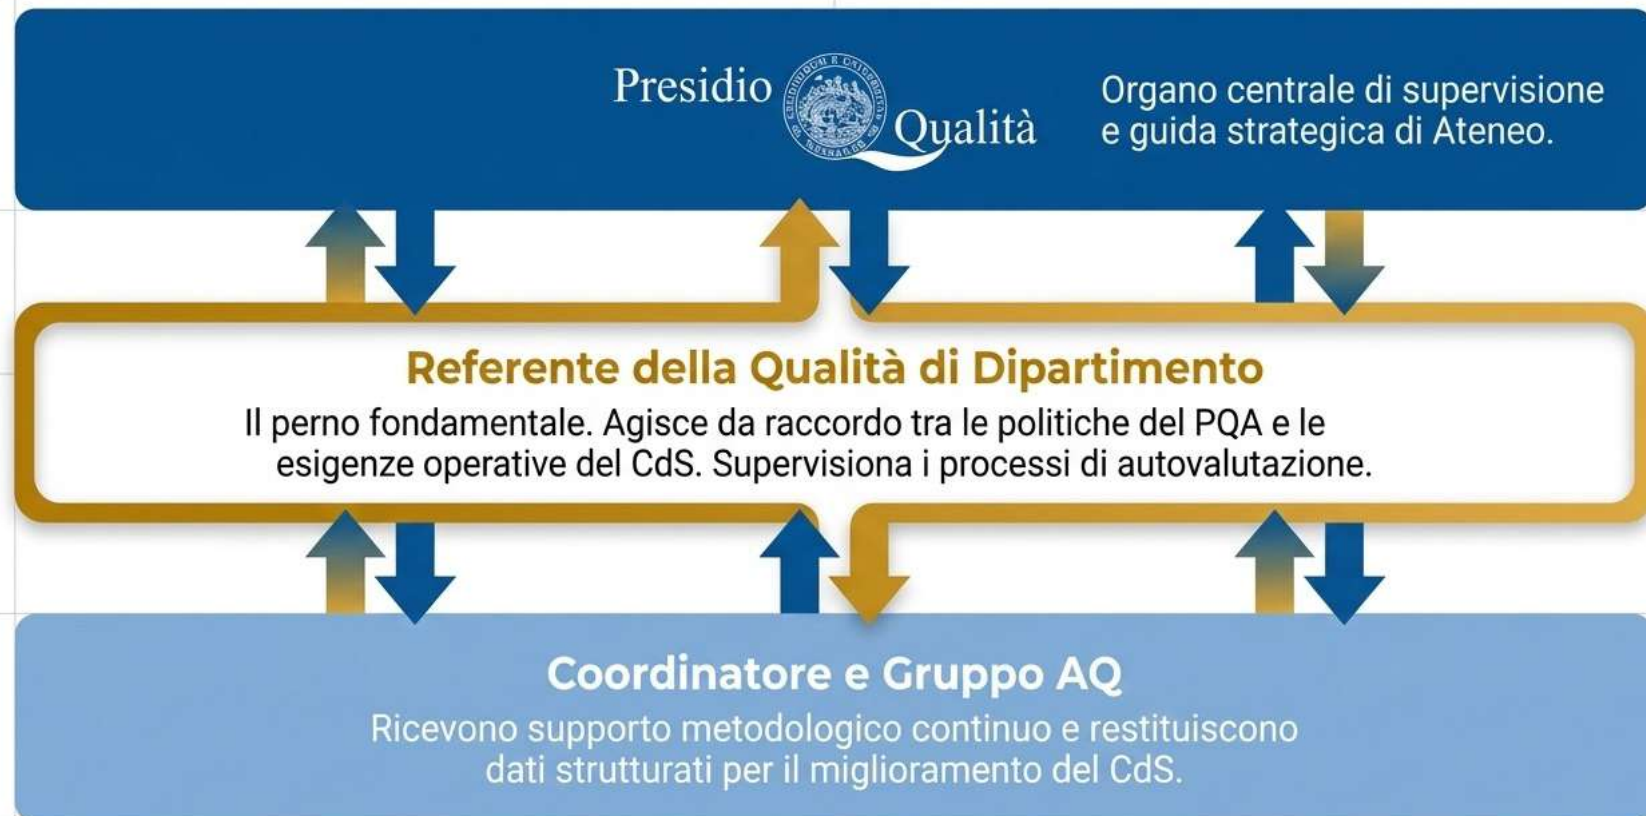 Presidio
Qualità
Organo centrale di supervisione
e guida strategica di Ateneo.
Referente della Qualità di Dipartimento
Il perno fondamentale. Agisce da raccordo tra le politiche del PQA e le
esigenze operative del CdS. Supervisiona i processi di autovalutazione.
Coordinatore e Gruppo AQ
Ricevono supporto metodologico continuo e restituiscono
dati strutturati per il miglioramento del CdS.